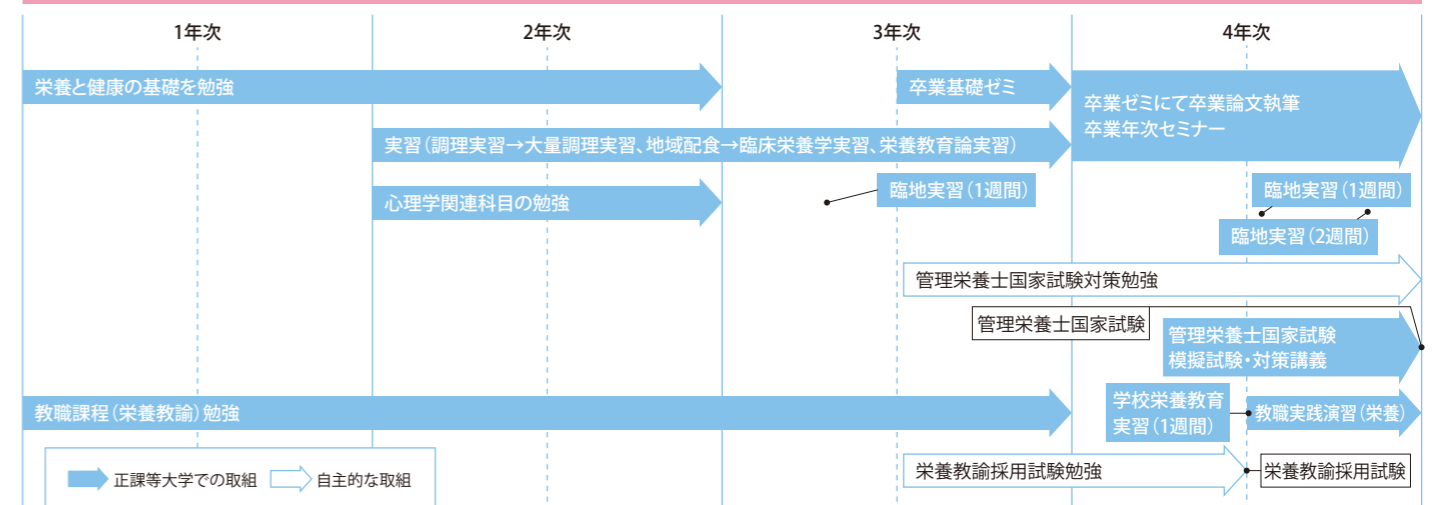 1年次
2年次
3年次
4年次
栄養と健康の基礎を勉強
卒業基礎ゼミ
卒業ゼミにて卒業論文執筆
卒業年次セミナー
実習(調理実習→大量調理実習、地域配食→臨床栄養学実習、栄養教育論実習)
心理学関連科目の勉強
臨地実習(1週間)
臨地実習(1週間)
臨地実習(2週間)
管理栄養士国家試験対策勉強
管理栄養士国家試験
管理栄養士国家試験
模擬試験・対策講義
教職課程(栄養教諭)勉強
学校栄養教育
実習(1週間)
教職実践演習(栄養)
栄養教諭採用試験勉強
栄養教諭採用試験
正課等大学での取組
自主的な取組